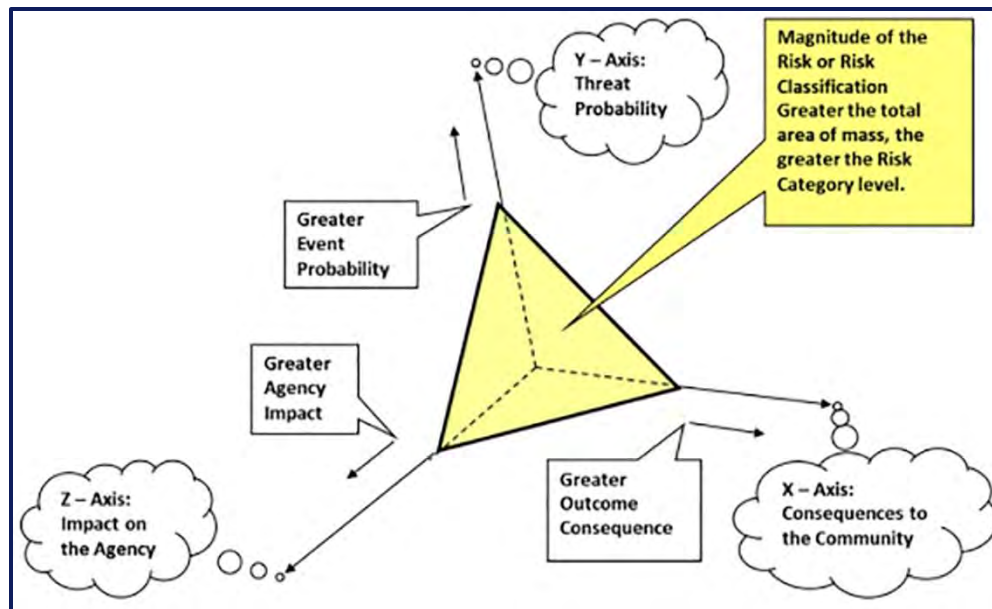 Y – Axis:
Threat
Probability
Magnitude of the
Risk or Risk
Classification
Greater the total
area of mass, the
greater the Risk
Category level.
Greater
Event
Probability
Greater
Agency
Impact
Z – Axis:
Impact on
the Agency
Greater
Outcome
Consequence
X – Axis:
Consequences to
the Community